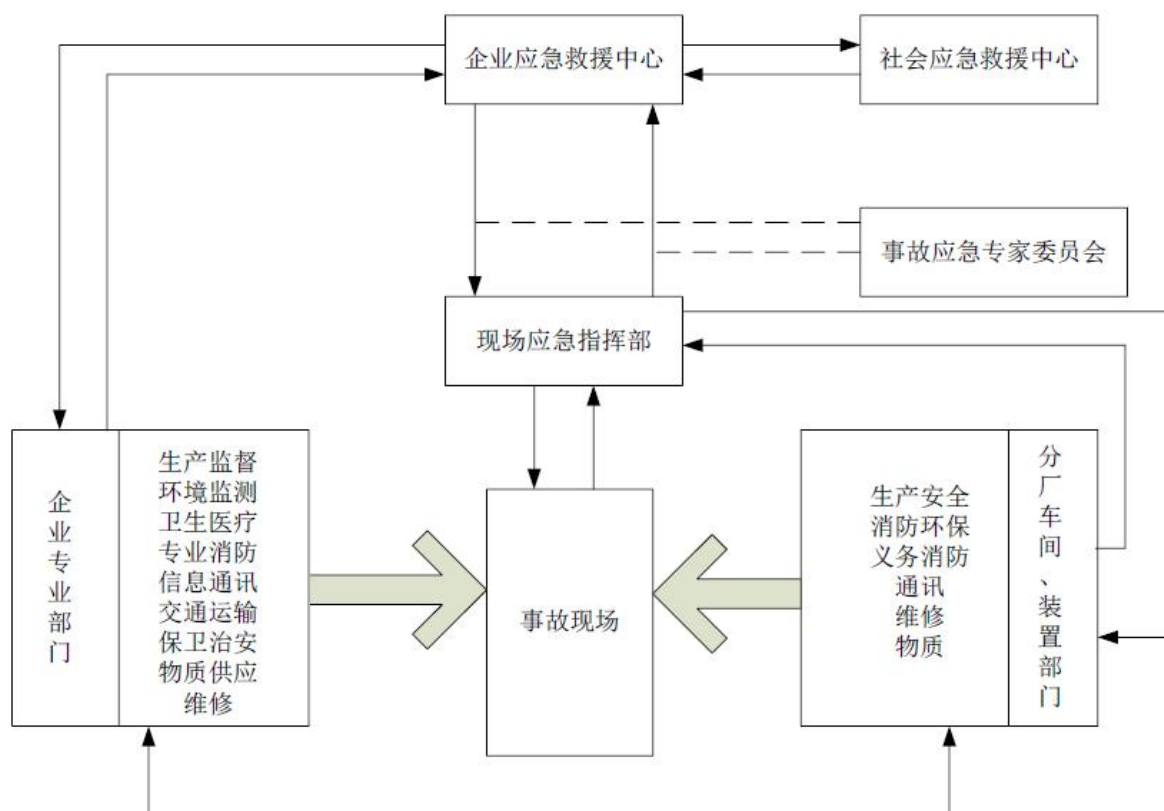 企业应急救援中心
社会应急救援中心
事故应急专家委员会
现场应急指挥部
企业专业部门
生产监督
环境监测
卫生医疗
专业消防
信息通讯
交通运输
保卫治安
物质供应
维修
事故现场
生产安全
消防环保
义务消防
通讯
维修
物质
分厂车间、装置部门